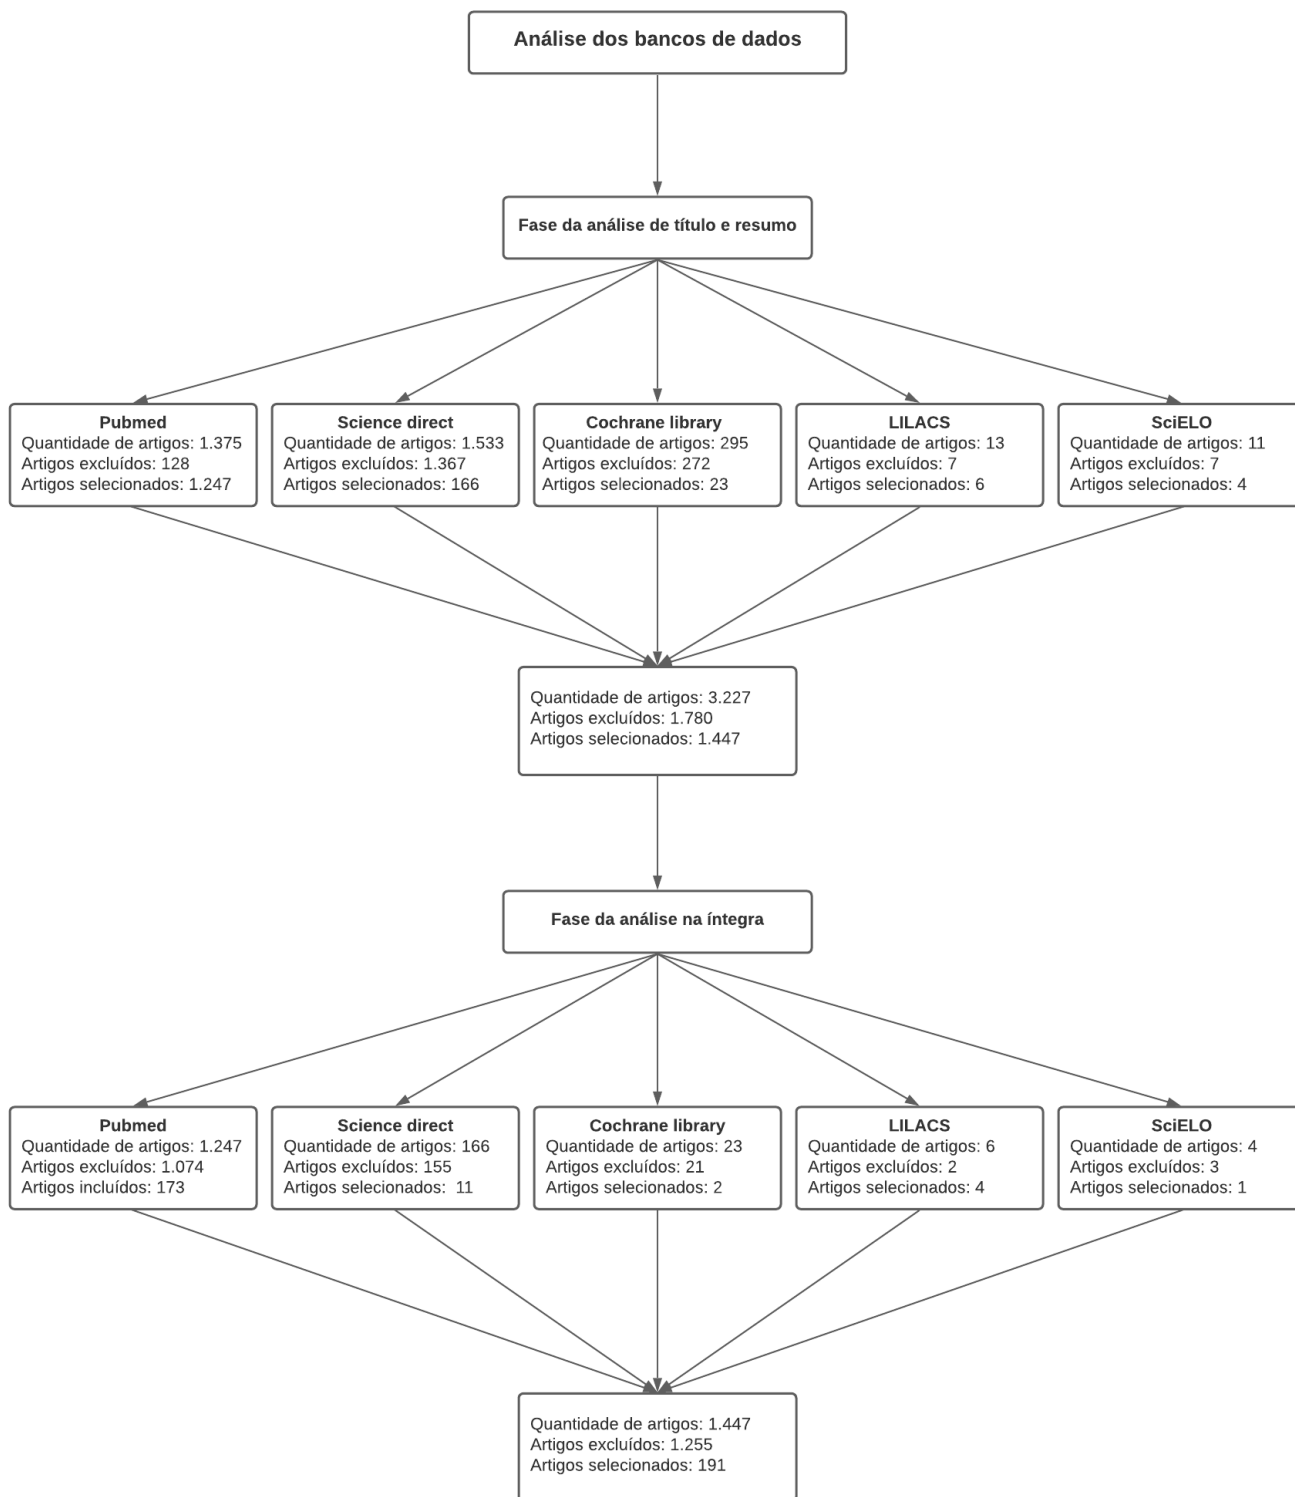 Análise dos bancos de dados
Fase da análise de título e resumo
Pubmed
Quantidade de artigos: 1.375
Artigos excluídos: 128
Artigos selecionados: 1.247
Science direct
Quantidade de artigos: 1.533
Artigos excluídos: 1.367
Artigos selecionados: 166
Cochrane library
Quantidade de artigos: 295
Artigos excluídos: 272
Artigos selecionados: 23
LILACS
Quantidade de artigos: 13
Artigos excluídos: 7
Artigos selecionados: 6
SciELO
Quantidade de artigos: 11
Artigos excluídos: 7
Artigos selecionados: 4
Quantidade de artigos: 3.227
Artigos excluídos: 1.780
Artigos selecionados: 1.447
Fase da análise na íntegra
Pubmed
Quantidade de artigos: 1.247
Artigos excluídos: 1.074
Artigos incluídos: 173
Science direct
Quantidade de artigos: 166
Artigos excluídos: 155
Artigos selecionados:  11
Cochrane library
Quantidade de artigos: 23
Artigos excluídos: 21
Artigos selecionados: 2
LILACS
Quantidade de artigos: 6
Artigos excluídos: 2
Artigos selecionados: 4
SciELO
Quantidade de artigos: 4
Artigos excluídos: 3
Artigos selecionados: 1
Quantidade de artigos: 1.447
Artigos excluídos: 1.255
Artigos selecionados: 191